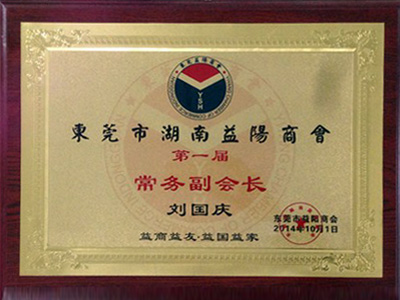 YSH
東莞市湖南益陽商會
第一届
常务副会长
刘国庆
益商益友·益国益家
东莞市益阳商会
2014年10月1日